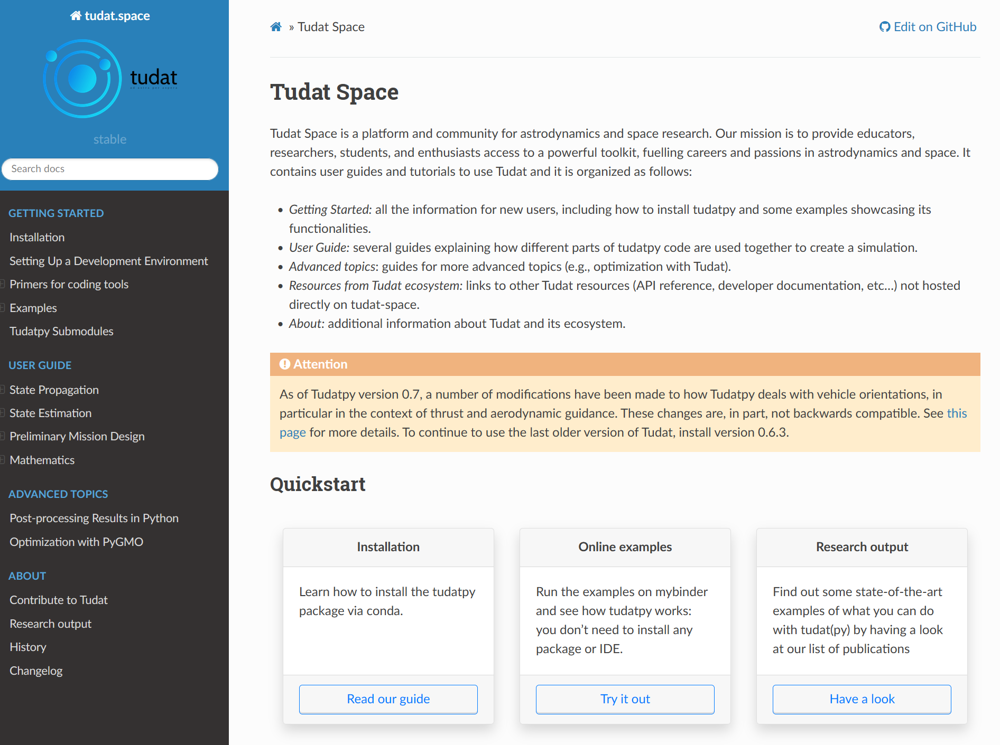 tudat.space
tudat
stable
Search docs
GETTING STARTED
Installation
Setting Up a Development Environment
Primers for coding tools
Examples
Tudatpy Submodules
USER GUIDE
State Propagation
State Estimation
Preliminary Mission Design
Mathematics
ADVANCED TOPICS
Post-processing Results in Python
Optimization with PyGMO
ABOUT
Contribute to Tudat
Research output
History
Changelog
» Tudat Space
Edit on GitHub
Tudat Space
Tudat Space is a platform and community for astrodynamics and space research. Our mission is to provide educators,
researchers, students, and enthusiasts access to a powerful toolkit, fuelling careers and passions in astrodynamics and space. It
contains user guides and tutorials to use Tudat and it is organized as follows:
• Getting Started: all the information for new users, including how to install tudatpy and some examples showcasing its
functionalities.
• User Guide: several guides explaining how different parts of tudatpy code are used together to create a simulation.
• Advanced topics: guides for more advanced topics (e.g., optimization with Tudat).
• Resources from Tudat ecosystem: links to other Tudat resources (API reference, developer documentation, etc…) not hosted
directly on tudat-space.
• About: additional information about Tudat and its ecosystem.
Attention
As of Tudatpy version 0.7, a number of modifications have been made to how Tudatpy deals with vehicle orientations, in
particular in the context of thrust and aerodynamic guidance. These changes are, in part, not backwards compatible. See this
page for more details. To continue to use the last older version of Tudat, install version 0.6.3.
Quickstart
Installation
Learn how to install the tudatpy
package via conda.
Read our guide
Online examples
Run the examples on mybinder
and see how tudatpy works:
you don’t need to install any
package or IDE.
Try it out
Research output
Find out some state-of-the-art
examples of what you can do
with tudat(py) by having a look
at our list of publications
Have a look